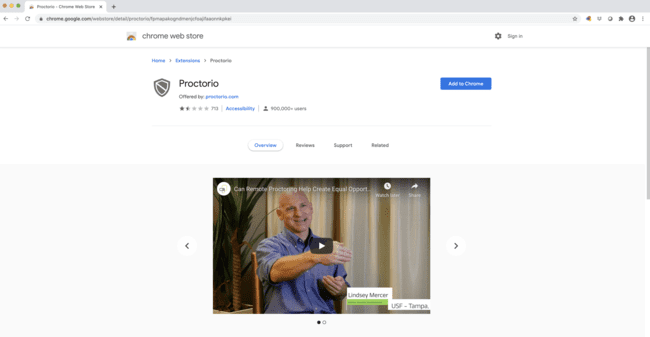 Proctorio - Chrome Web Store
chrome.google.com/webstore/detail/proctorio/fpmapakogndmenjcfoajifaaonnkpkei
chrome web store
Sign in
Home > Extensions > Proctorio
Proctorio
Add to Chrome
Offered by: proctorio.com
713 | Accessibility | 900,000+ users
Overview
Reviews
Support
Related
Can Remote Proctoring Help Create Equal Opport...
Watch later
Share
Lindsey Mercer
USF – Tampa